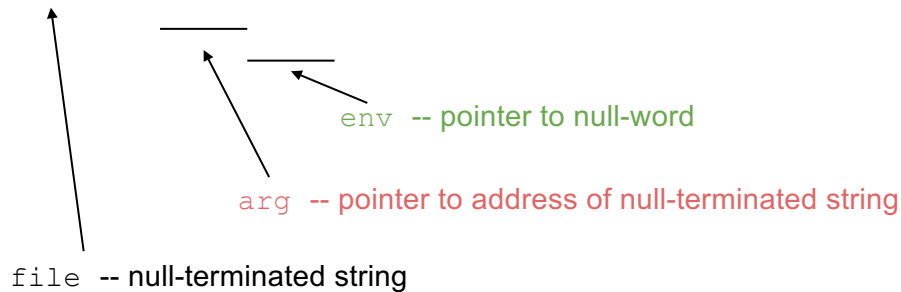 env -- pointer to null-word
arg -- pointer to address of null-terminated string
file -- null-terminated string